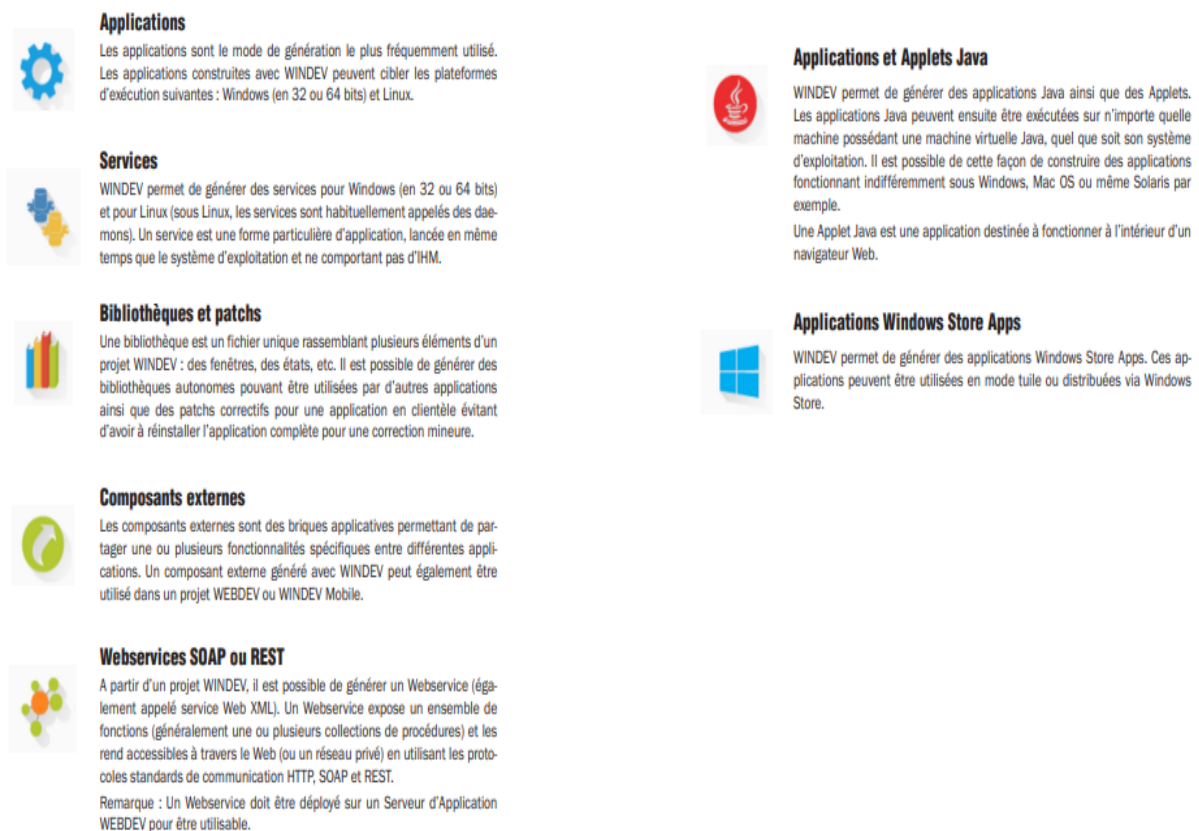 Applications
Les applications sont le mode de génération le plus fréquemment utilisé.
Les applications construites avec WINDEV peuvent cibler les plateformes
d'exécution suivantes : Windows (en 32 ou 64 bits) et Linux.
Services
WINDEV permet de générer des services pour Windows (en 32 ou 64 bits)
et pour Linux (sous Linux, les services sont habituellement appelés des dae-
mons). Un service est une forme particulière d'application, lancée en même
temps que le système d'exploitation et ne comportant pas d'IHM.
Bibliothèques et patchs
Une bibliothèque est un fichier unique rassemblant plusieurs éléments d'un
projet WINDEV : des fenêtres, des états, etc. Il est possible de générer des
bibliothèques autonomes pouvant être utilisées par d'autres applications
ainsi que des patchs correctifs pour une application en clientèle évitant
d'avoir à réinstaller l'application complète pour une correction mineure.
Composants externes
Les composants externes sont des briques applicatives permettant de par-
tager une ou plusieurs fonctionnalités spécifiques entre différentes appli-
cations. Un composant externe généré avec WINDEV peut également être
utilisé dans un projet WEBDEV ou WINDEV Mobile.
Webservices SOAP ou REST
A partir d'un projet WINDEV, il est possible de générer un Webservice (éga-
lement appelé service Web XML). Un Webservice expose un ensemble de
fonctions (généralement une ou plusieurs collections de procédures) et les
rend accessibles à travers le Web (ou un réseau privé) en utilisant les proto-
coles standards de communication HTTP, SOAP et REST.
Remarque : Un Webservice doit être déployé sur un Serveur d'Application
WEBDEV pour être utilisable.
Applications et Applets Java
WINDEV permet de générer des applications Java ainsi que des Applets.
Les applications Java peuvent ensuite être exécutées sur n'importe quelle
machine possédant une machine virtuelle Java, quel que soit son système
d'exploitation. Il est possible de cette façon de construire des applications
fonctionnant indifféremment sous Windows, Mac OS ou même Solaris par
exemple.
Une Applet Java est une application destinée à fonctionner à l'intérieur d'un
navigateur Web.
Applications Windows Store Apps
WINDEV permet de générer des applications Windows Store Apps. Ces ap-
plications peuvent être utilisées en mode tuile ou distribuées via Windows
Store.